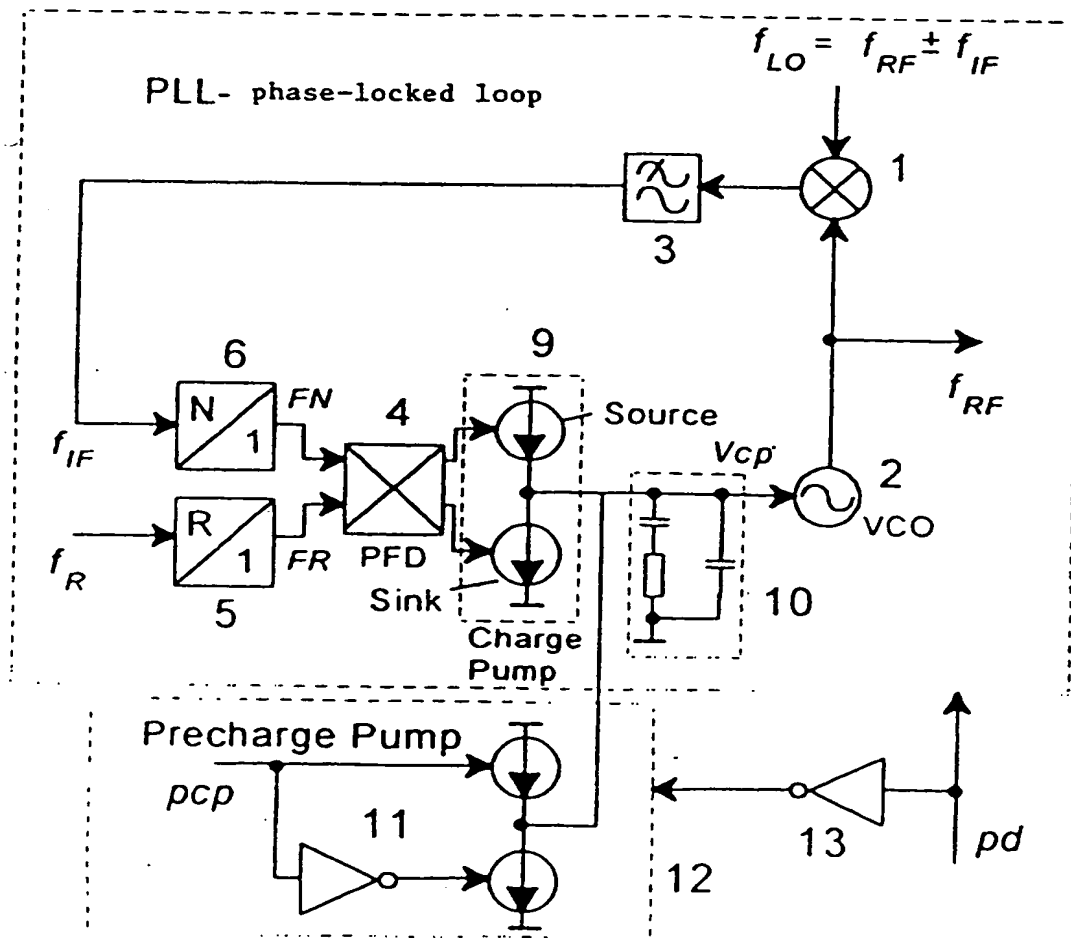 f_LO = f_RF ± f_IF
PLL- phase-locked loop
1
3
9
6
FN
4
Source
f_RF
N
1
Vcp
f_IF
2
R
1
PFD
VCO
f_R
FR
Sink
10
5
Charge
Pump
Precharge Pump
pcp
11
13
pd
12